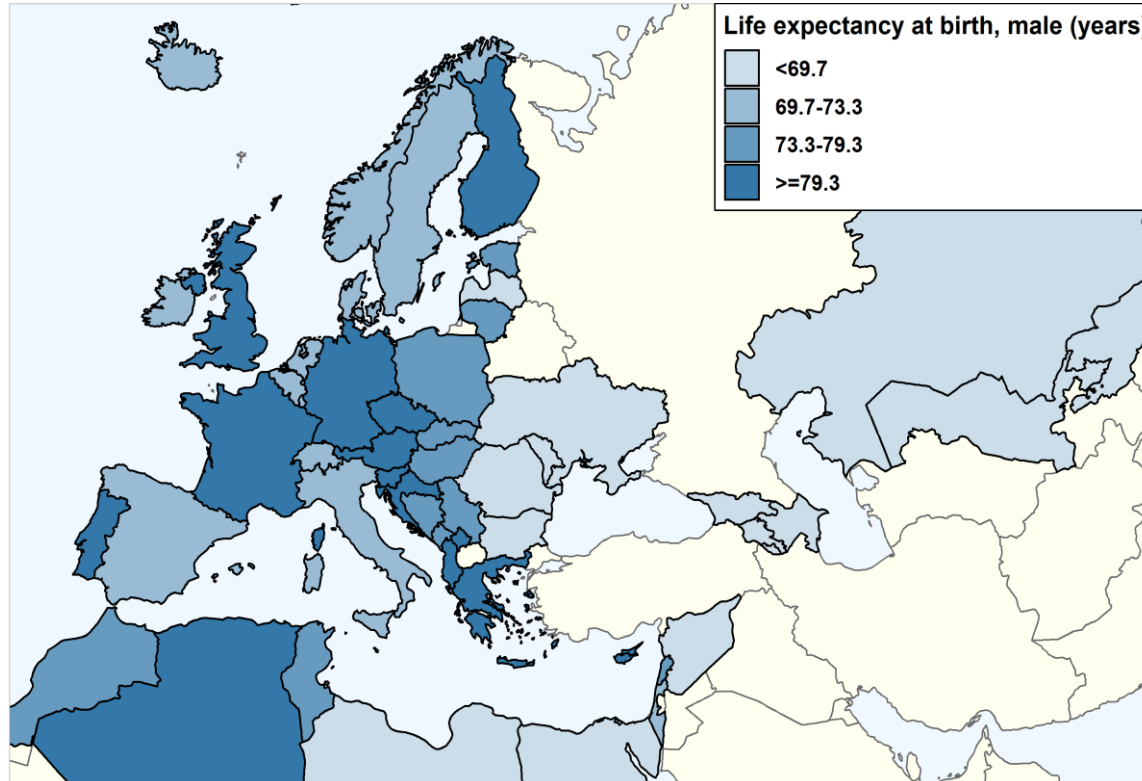 Life expectancy at birth, male (years)
<69.7
69.7-73.3
73.3-79.3
>=79.3